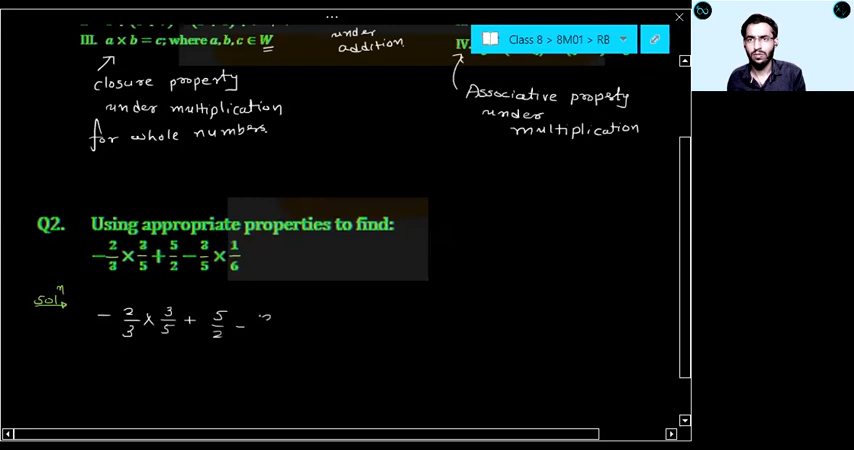 III. a × b = c; where a, b, c ∈ W
under
addition
IV.
Class 8 > 8M01 > RB
closure property
under multiplication
for whole numbers
Associative property
under
multiplication
Q2. Using appropriate properties to find:
− 2/3 × 3/5 + 5/2 − 3/5 × 1/6
Solⁿ
− 2/3 × 3/5 + 5/2 −